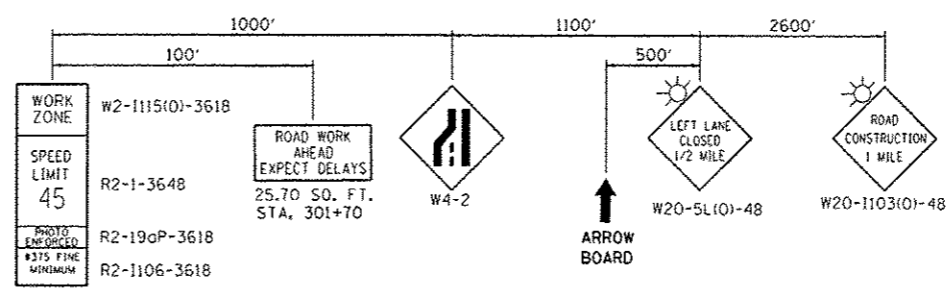 1000'
1100'
2600'
100'
500'
WORK
ZONE
W2-I115(O)-3618
SPEED
LIMIT
45
R2-1-3648
PHOTO
ENFORCED
R2-19aP-3618
$375 FINE
MINIMUM
R2-I106-3618
ROAD WORK
AHEAD
EXPECT DELAYS
25.70 SQ. FT.
STA. 301+70
W4-2
ARROW
BOARD
LEFT LANE
CLOSED
1/2 MILE
W20-5L(O)-48
ROAD
CONSTRUCTION
1 MILE
W20-I103(O)-48